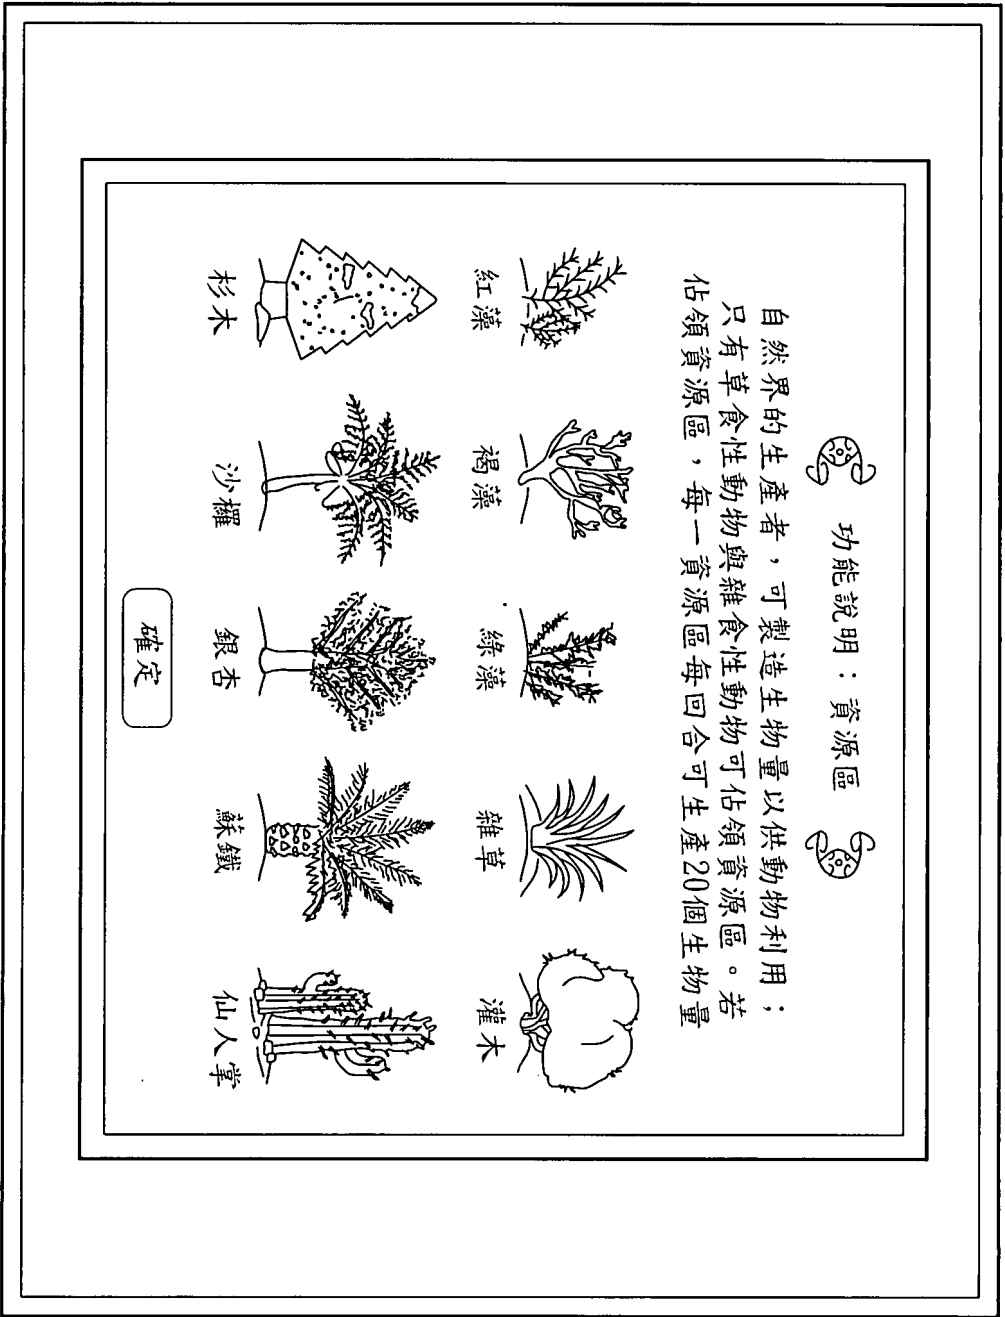 功能說明：資源區
自然界的生產者，可製造生物量以供動物利用；
只有草食性動物與雜食性動物可佔領資源區。若
佔領資源區，每一資源區每回合可生產20個生物量
紅藻
褐藻
綠藻
雜草
灌木
杉木
沙欏
銀杏
蘇鐵
仙人掌
確定